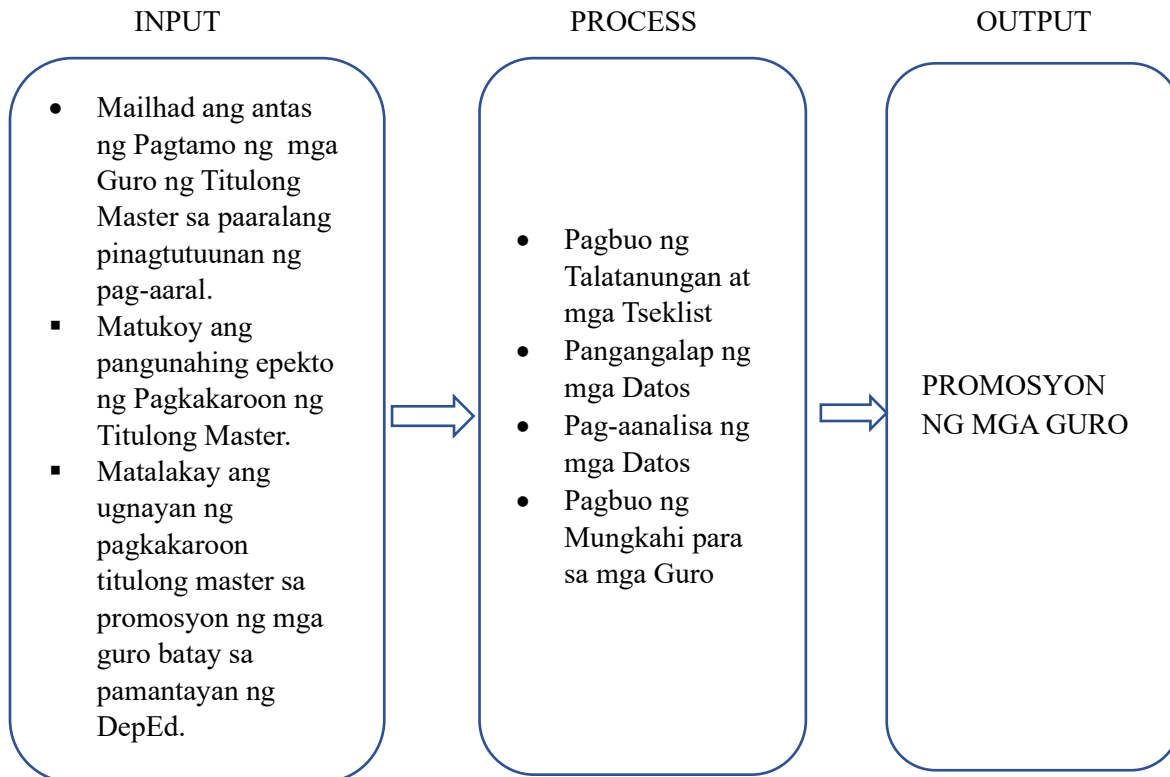 INPUT
PROCESS
OUTPUT
● Mailhad ang antas
ng Pagtamo ng mga
Guro ng Titulong
Master sa paaralang
pinagtutuunan ng
pag-aaral.
▪ Matukoy ang
pangunahing epekto
ng Pagkakaroon ng
Titulong Master.
▪ Matalakay ang
ugnayan ng
pagkakaroon
titulong master sa
promosyon ng mga
guro batay sa
pamantayan ng
DepEd.
● Pagbuo ng
Talatanungan at
mga Tseklist
● Pangangalap ng
mga Datos
● Pag-aanalisa ng
mga Datos
● Pagbuo ng
Mungkahi para
sa mga Guro
PROMOSYON
NG MGA GURO